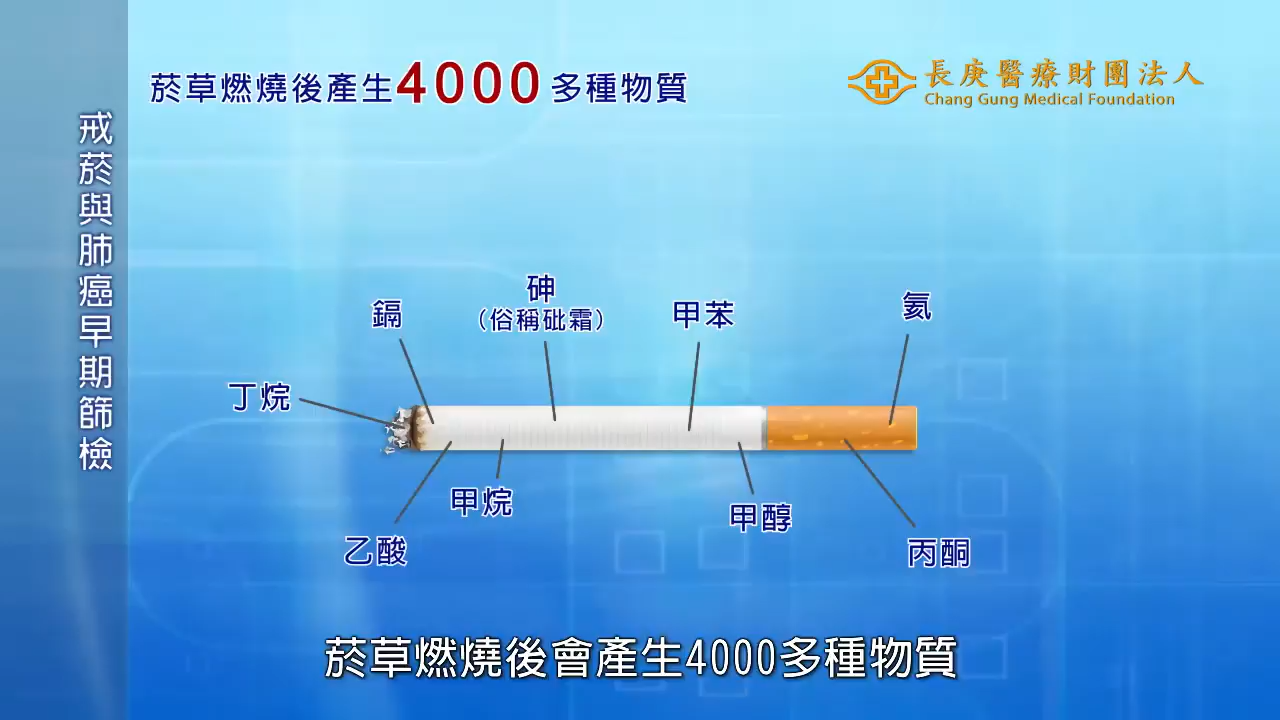 菸草燃燒後產生4000多種物質
長庚醫療財團法人
Chang Gung Medical Foundation
戒菸與肺癌早期篩檢
鎘
砷
（俗稱砒霜）
甲苯
氦
丁烷
甲烷
甲醇
乙酸
丙酮
菸草燃燒後會產生4000多種物質